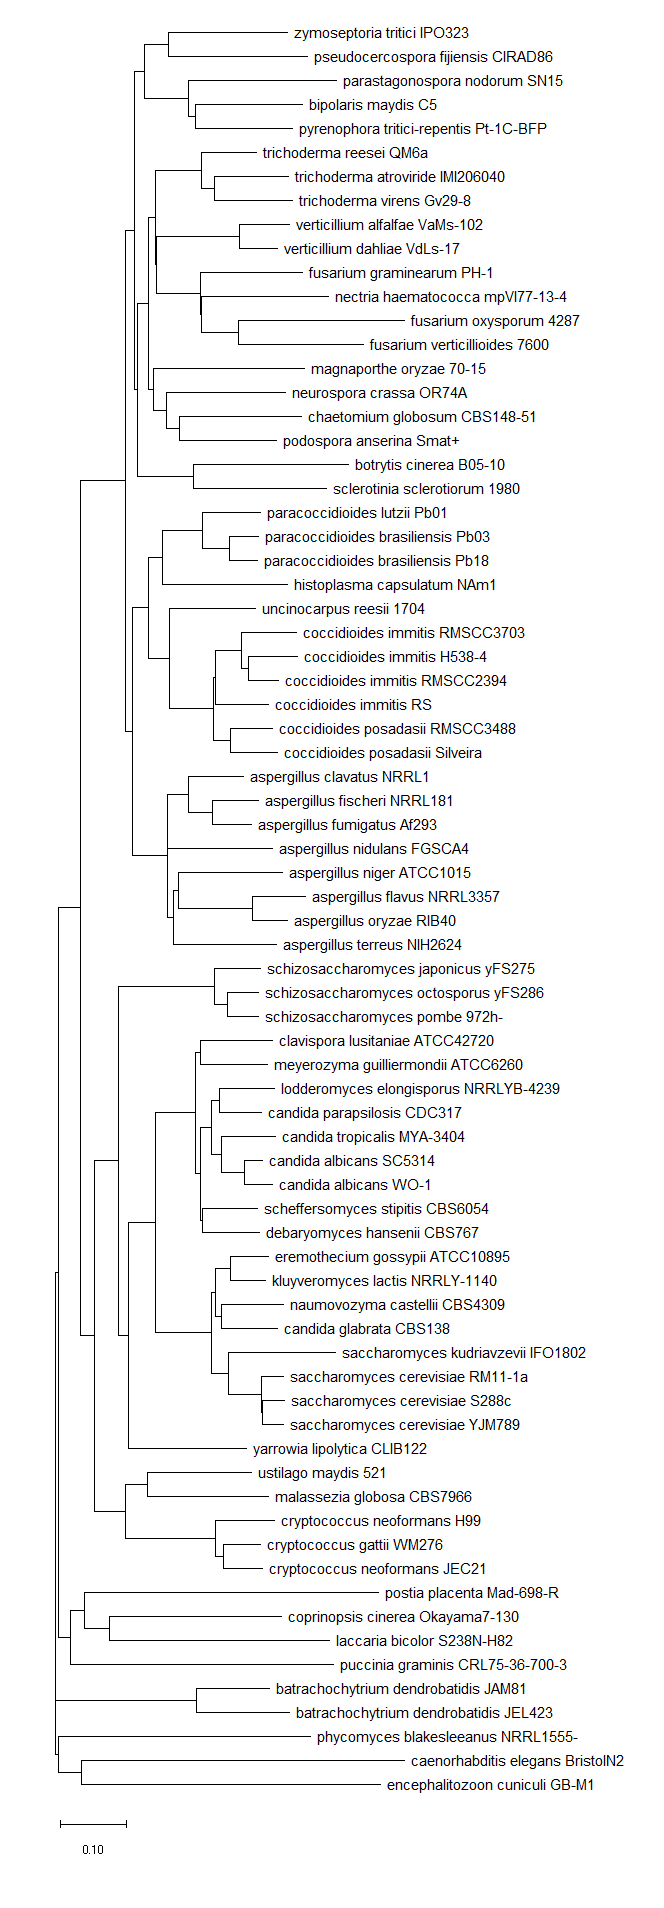 zymoseptoria tritici IPO323
pseudocercospora fijiensis CIRAD86
parastagonospora nodorum SN15
bipolaris maydis C5
pyrenophora tritici-repentis Pt-1C-BFP
trichoderma reesei QM6a
trichoderma atroviride IMI206040
trichoderma virens Gv29-8
verticillium alfalfae VaMs-102
verticillium dahliae VdLs-17
fusarium graminearum PH-1
nectria haematococca mpVI77-13-4
fusarium oxysporum 4287
fusarium verticillioides 7600
magnaporthe oryzae 70-15
neurospora crassa OR74A
chaetomium globosum CBS148-51
podospora anserina Smat+
botrytis cinerea B05-10
sclerotinia sclerotiorum 1980
paracoccidioides lutzii Pb01
paracoccidioides brasiliensis Pb03
paracoccidioides brasiliensis Pb18
histoplasma capsulatum NAm1
uncinocarpus reesii 1704
coccidioides immitis RMSCC3703
coccidioides immitis H538-4
coccidioides immitis RMSCC2394
coccidioides immitis RS
coccidioides posadasii RMSCC3488
coccidioides posadasii Silveira
aspergillus clavatus NRRL1
aspergillus fischeri NRRL181
aspergillus fumigatus Af293
aspergillus nidulans FGSCA4
aspergillus niger ATCC1015
aspergillus flavus NRRL3357
aspergillus oryzae RIB40
aspergillus terreus NIH2624
schizosaccharomyces japonicus yFS275
schizosaccharomyces octosporus yFS286
schizosaccharomyces pombe 972h-
clavispora lusitaniae ATCC42720
meyerozyma guilliermondii ATCC6260
lodderomyces elongisporus NRRLYB-4239
candida parapsilosis CDC317
candida tropicalis MYA-3404
candida albicans SC5314
candida albicans WO-1
scheffersomyces stipitis CBS6054
debaryomyces hansenii CBS767
eremothecium gossypii ATCC10895
kluyveromyces lactis NRRLY-1140
naumovozyma castellii CBS4309
candida glabrata CBS138
saccharomyces kudriavzevii IFO1802
saccharomyces cerevisiae RM11-1a
saccharomyces cerevisiae S288c
saccharomyces cerevisiae YJM789
yarrowia lipolytica CLIB122
ustilago maydis 521
malassezia globosa CBS7966
cryptococcus neoformans H99
cryptococcus gattii WM276
cryptococcus neoformans JEC21
postia placenta Mad-698-R
coprinopsis cinerea Okayama7-130
laccaria bicolor S238N-H82
puccinia graminis CRL75-36-700-3
batrachochytrium dendrobatidis JAM81
batrachochytrium dendrobatidis JEL423
phycomyces blakesleeanus NRRL1555-
caenorhabditis elegans BristolN2
encephalitozoon cuniculi GB-M1
0.10